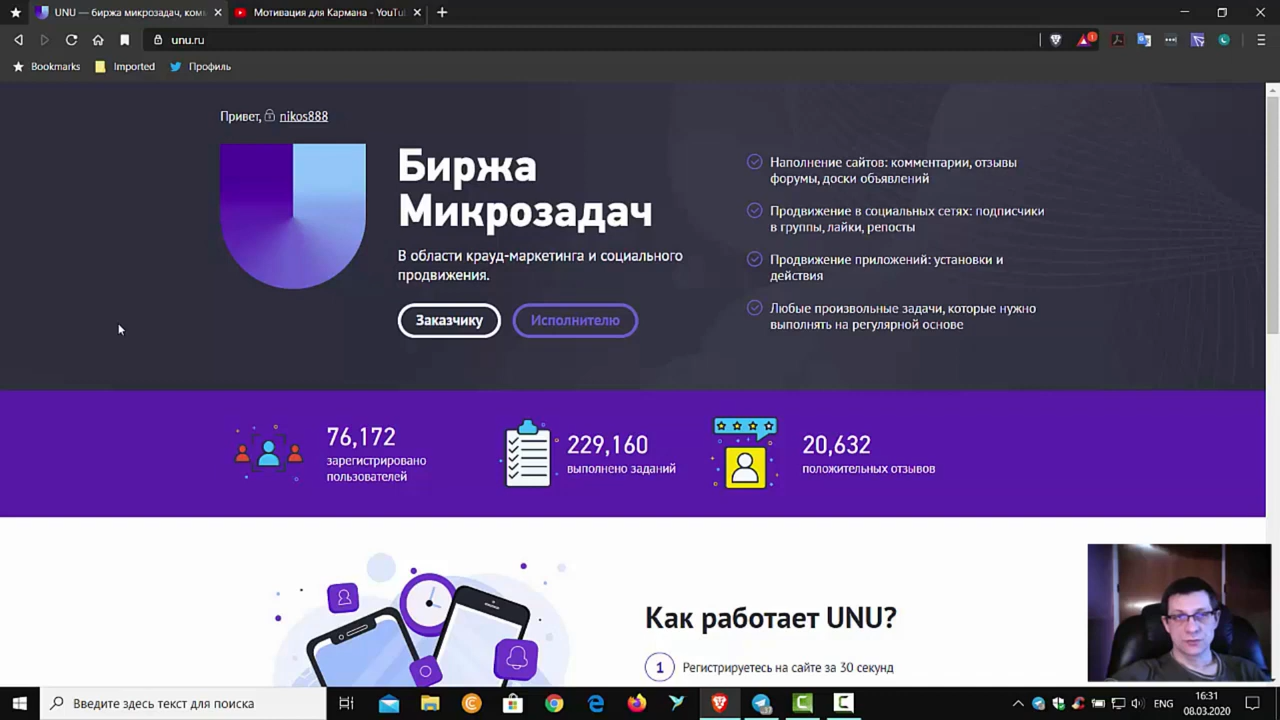 UNU — биржа микрозадач, ком
Мотивация для Кармана - YouTu
unu.ru
1
Bookmarks
Imported
Профиль
Привет, nikos888
Биржа
Микрозадач
В области крауд-маркетинга и социального
продвижения.
Заказчику
Исполнителю
Наполнение сайтов: комментарии, отзывы
форумы, доски объявлений
Продвижение в социальных сетях: подписчики
в группы, лайки, репосты
Продвижение приложений: установки и
действия
Любые произвольные задачи, которые нужно
выполнять на регулярной основе
76,172
зарегистрировано
пользователей
229,160
выполнено заданий
20,632
положительных отзывов
Как работает UNU?
1 Регистрируетесь на сайте за 30 секунд
Введите здесь текст для поиска
ENG
16:31
08.03.2020